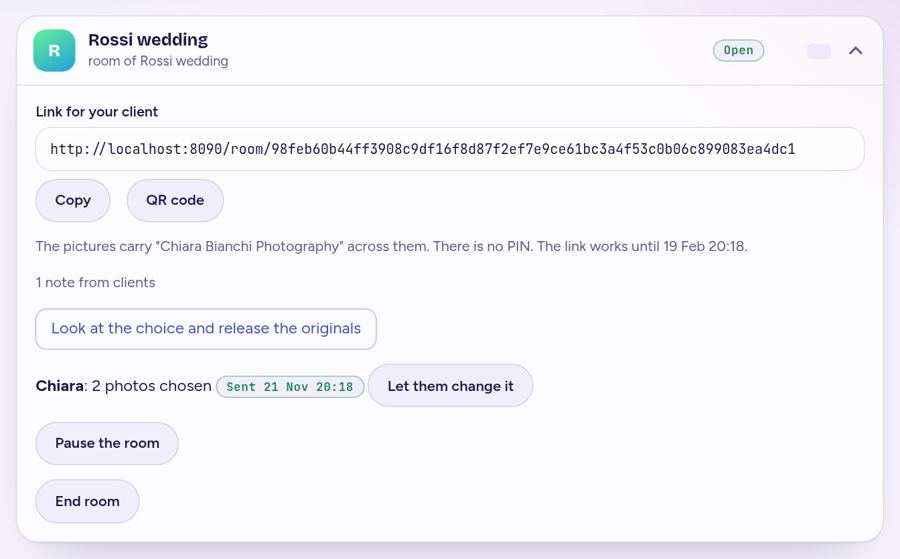 R
Rossi wedding
room of Rossi wedding
Open
Link for your client
http://localhost:8090/room/98feb60b44ff3908c9df16f8d87f2ef7e9ce61bc3a4f53c0b06c899083ea4dc1
Copy
QR code
The pictures carry "Chiara Bianchi Photography" across them. There is no PIN. The link works until 19 Feb 20:18.
1 note from clients
Look at the choice and release the originals
Chiara: 2 photos chosen Sent 21 Nov 20:18 Let them change it
Pause the room
End room